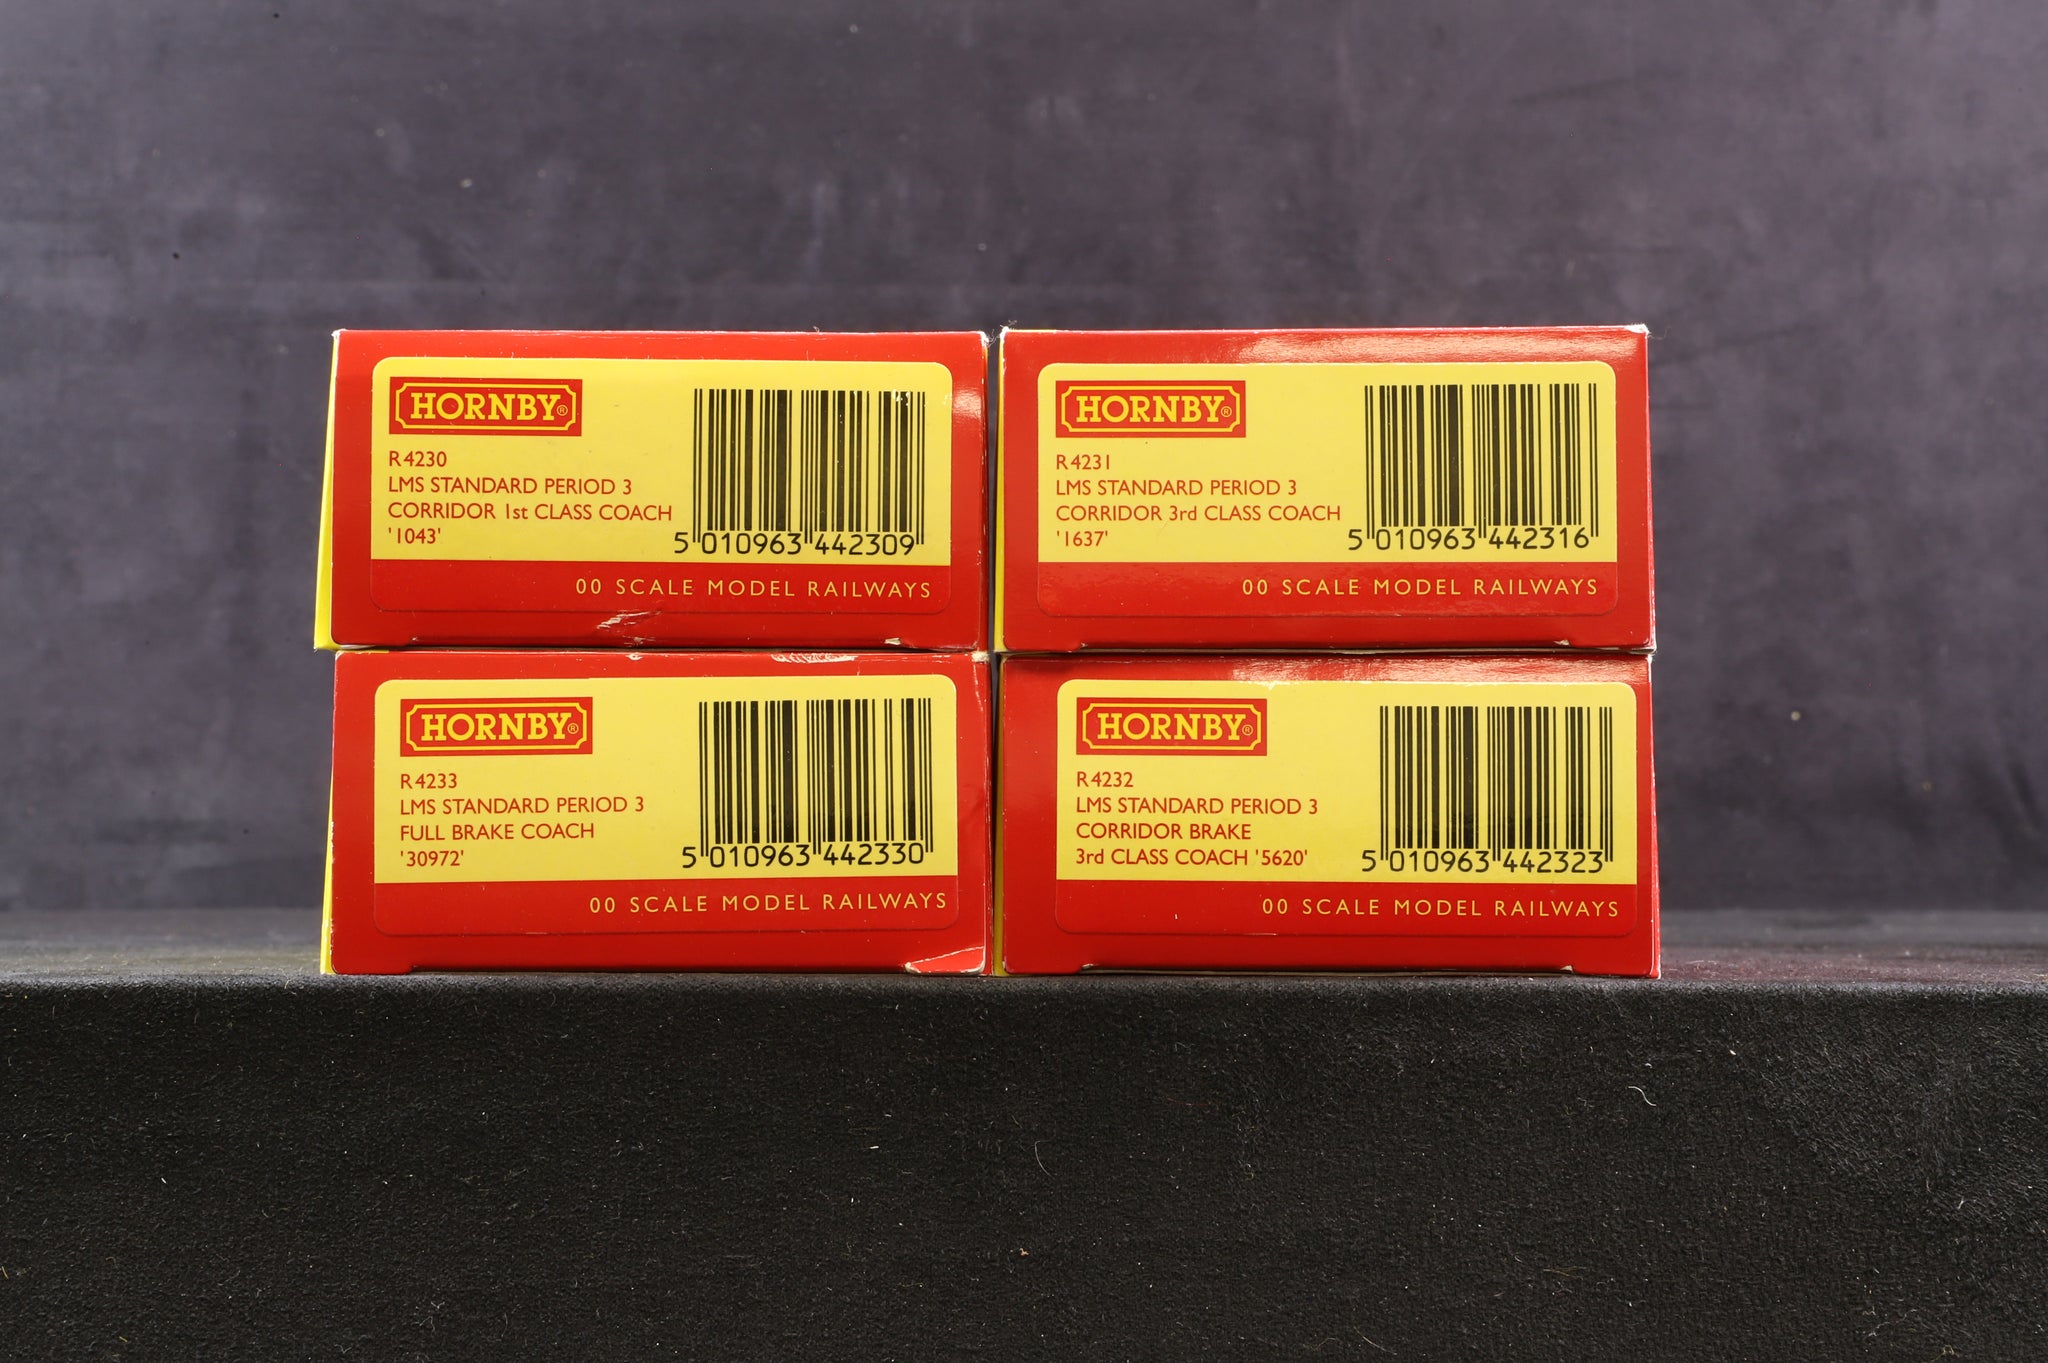 HORNBY®
R4230
LMS STANDARD PERIOD 3
CORRIDOR 1st CLASS COACH
'1043'
5 010963 442309
00 SCALE MODEL RAILWAYS
HORNBY®
R4231
LMS STANDARD PERIOD 3
CORRIDOR 3rd CLASS COACH
'1637'
5 010963 442316
00 SCALE MODEL RAILWAYS
HORNBY®
R4233
LMS STANDARD PERIOD 3
FULL BRAKE COACH
'30972'
5 010963 442330
00 SCALE MODEL RAILWAYS
HORNBY®
R4232
LMS STANDARD PERIOD 3
CORRIDOR BRAKE
3rd CLASS COACH '5620'
5 010963 442323
00 SCALE MODEL RAILWAYS